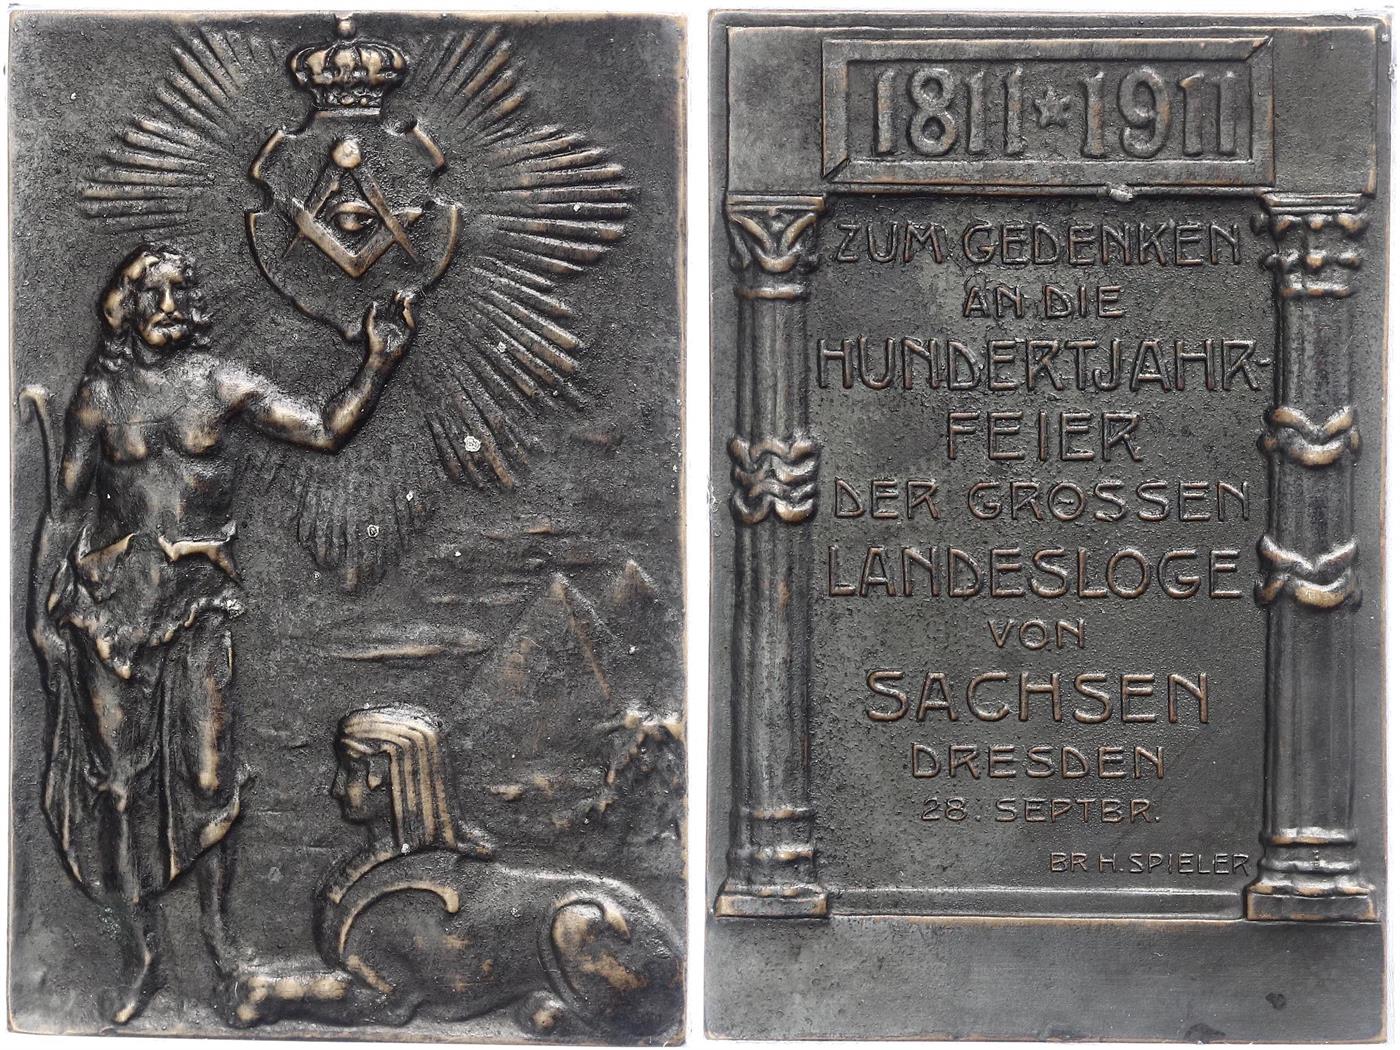 1811 ★ 1911
ZUM GEDENKEN
AN DIE
HUNDERTJAHR-
FEIER
DER GROSSEN
LANDESLOGE
VON
SACHSEN
DRESDEN
28. SEPTBR.
BR H. SPIELER